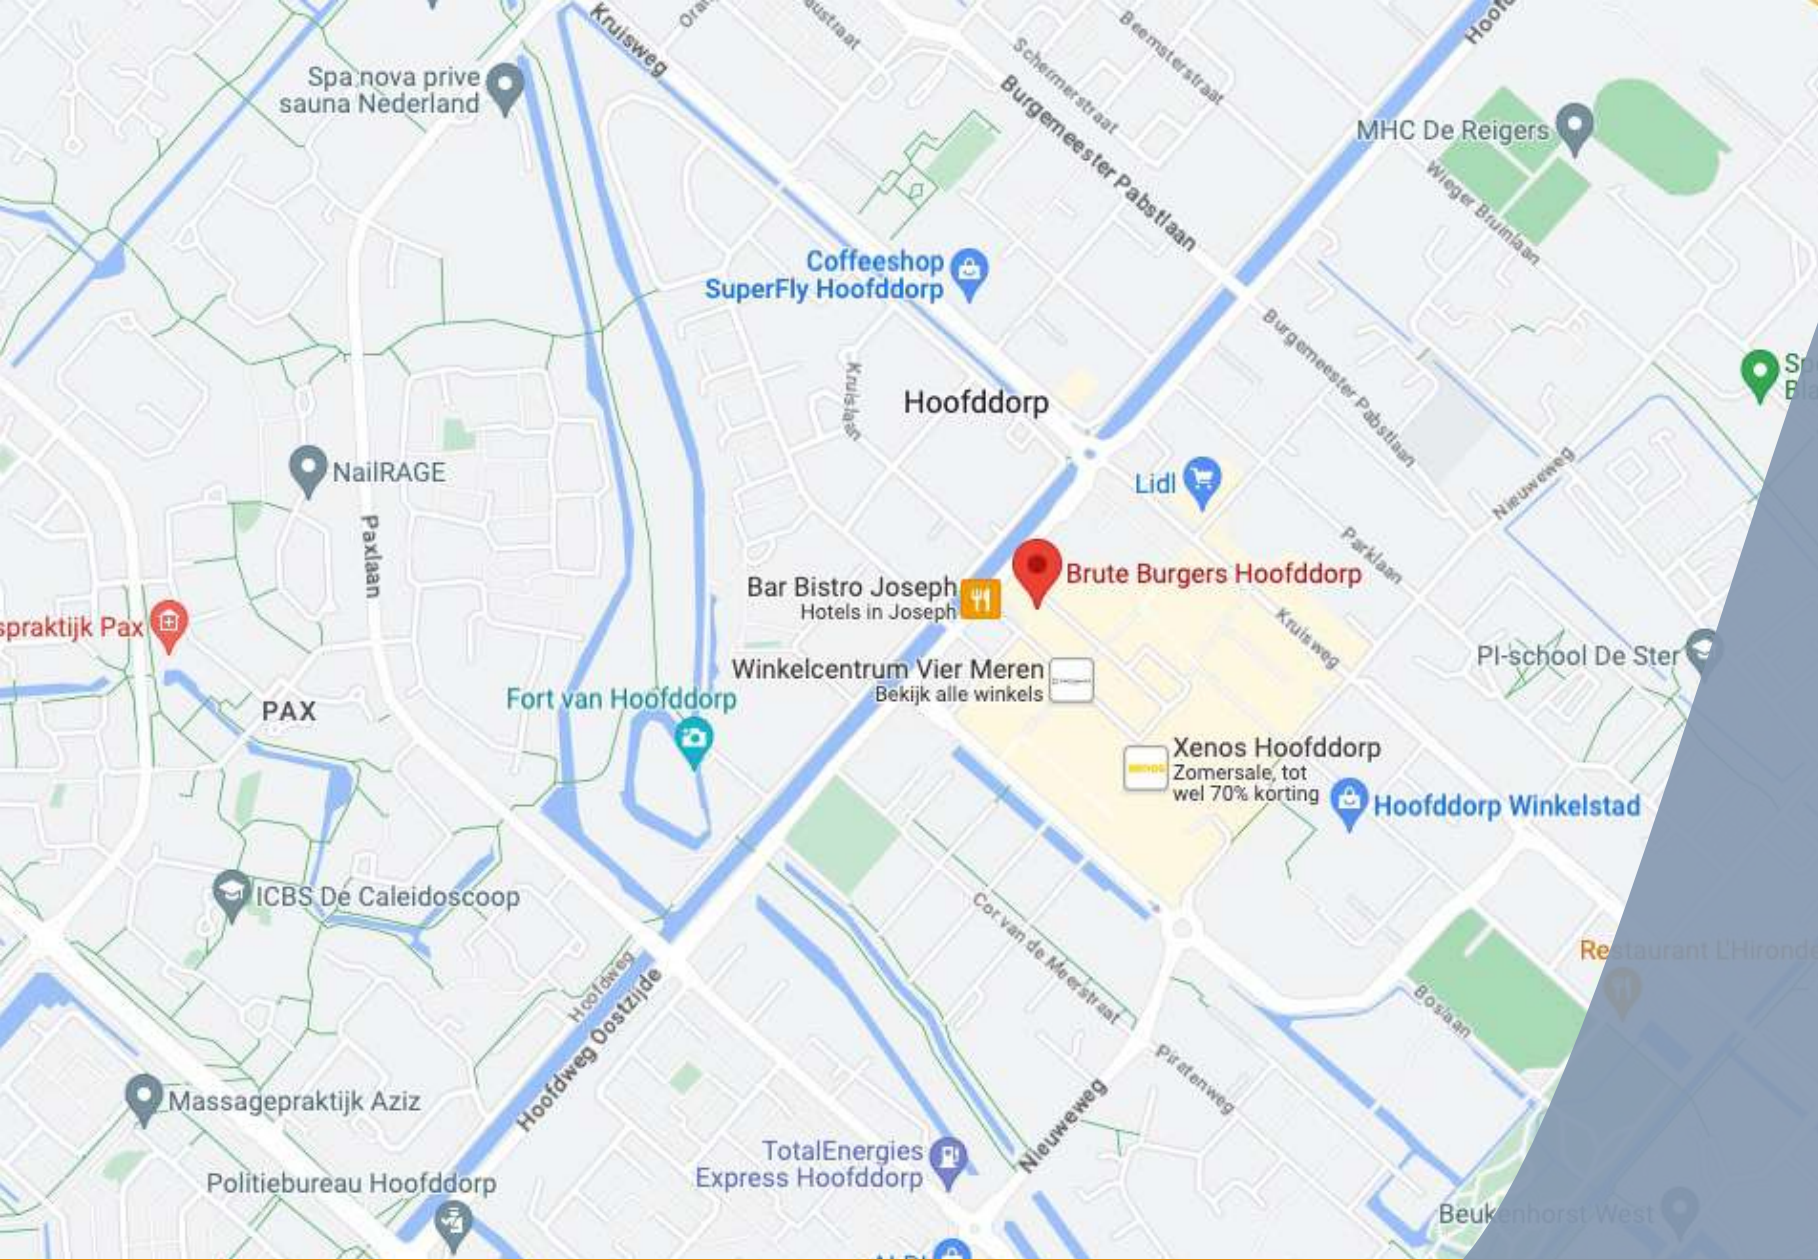 Kruisweg
Beemsterstraat
Schermerstraat
Spa nova prive
sauna Nederland
Burgemeester Pabstlaan
MHC De Reigers
Wieger Bruinlaan
Coffeeshop
SuperFly Hoofddorp
Burgemeester Pabstlaan
Kruislaan
Hoofddorp
NailRAGE
Lidl
Nieuweweg
Paxlaan
Parklaan
Brute Burgers Hoofddorp
Bar Bistro Joseph
Hotels in Joseph
spraktijk Pax
Kruisweg
PI-school De Ster
Winkelcentrum Vier Meren
Bekijk alle winkels
Fort van Hoofddorp
PAX
Xenos Hoofddorp
Zomersale, tot
wel 70% korting
XENOS
Hoofddorp Winkelstad
ICBS De Caleidoscoop
Cor van de Meerstraat
Restaurant L'Hironde
Hoofdweg
Hoofdweg Oostzijde
Boslaan
Piratenweg
Massagepraktijk Aziz
Nieuweweg
TotalEnergies
Express Hoofddorp
Politiebureau Hoofddorp
Beukenhorst West